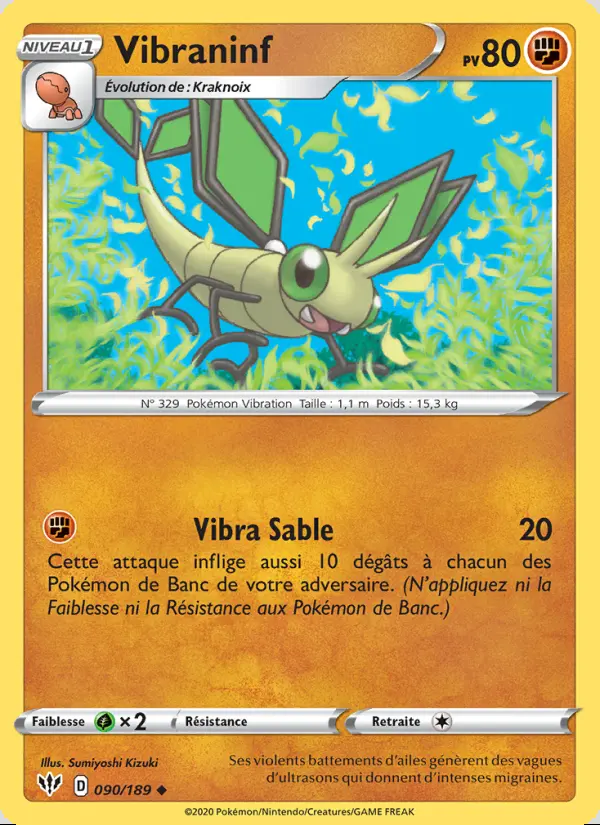 NIVEAU 1
Vibraninf
PV 80
Évolution de : Kraknoix
N° 329 Pokémon Vibration Taille : 1,1 m Poids : 15,3 kg
Vibra Sable 20
Cette attaque inflige aussi 10 dégâts à chacun des
Pokémon de Banc de votre adversaire. (N'appliquez ni la
Faiblesse ni la Résistance aux Pokémon de Banc.)
Faiblesse ×2 Résistance Retraite
Illus. Sumiyoshi Kizuki
Ses violents battements d'ailes génèrent des vagues
d'ultrasons qui donnent d'intenses migraines.
D 090/189
©2020 Pokémon/Nintendo/Creatures/GAME FREAK